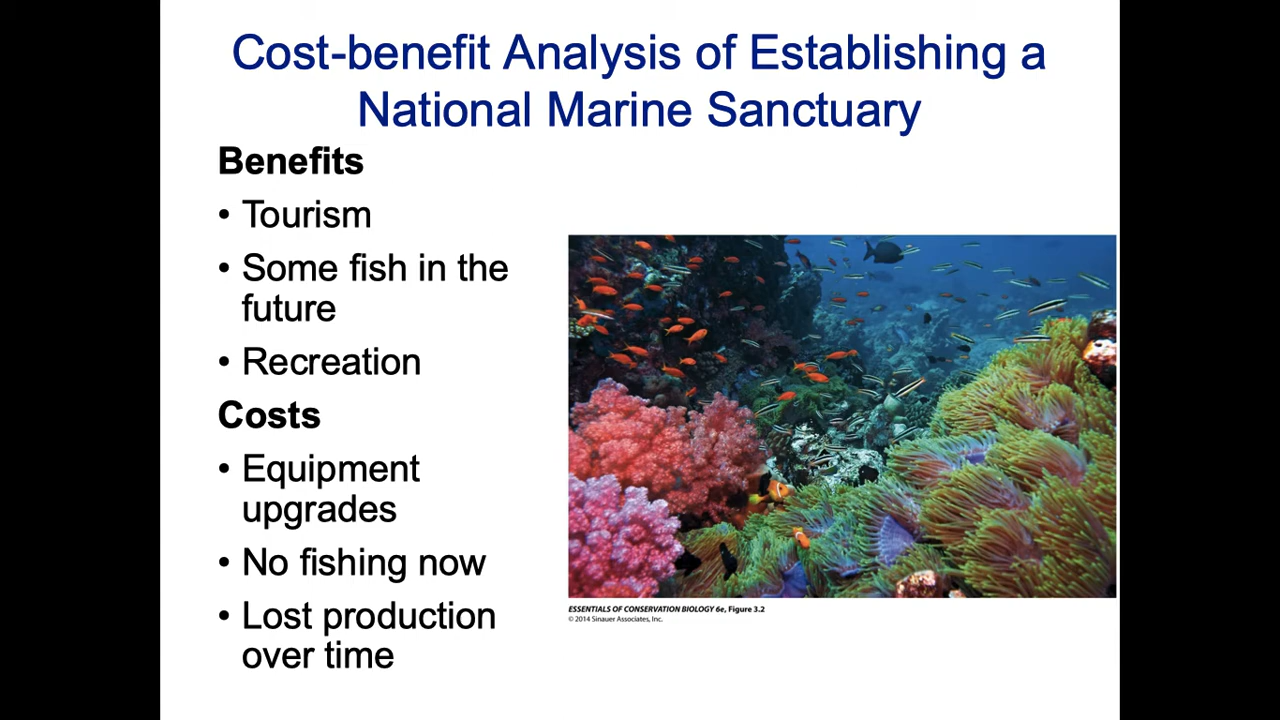 Cost-benefit Analysis of Establishing a
National Marine Sanctuary
Benefits
• Tourism
• Some fish in the
future
• Recreation
Costs
• Equipment
upgrades
• No fishing now
• Lost production
over time
ESSENTIALS OF CONSERVATION BIOLOGY 6e, Figure 3.2
© 2014 Sinauer Associates, Inc.